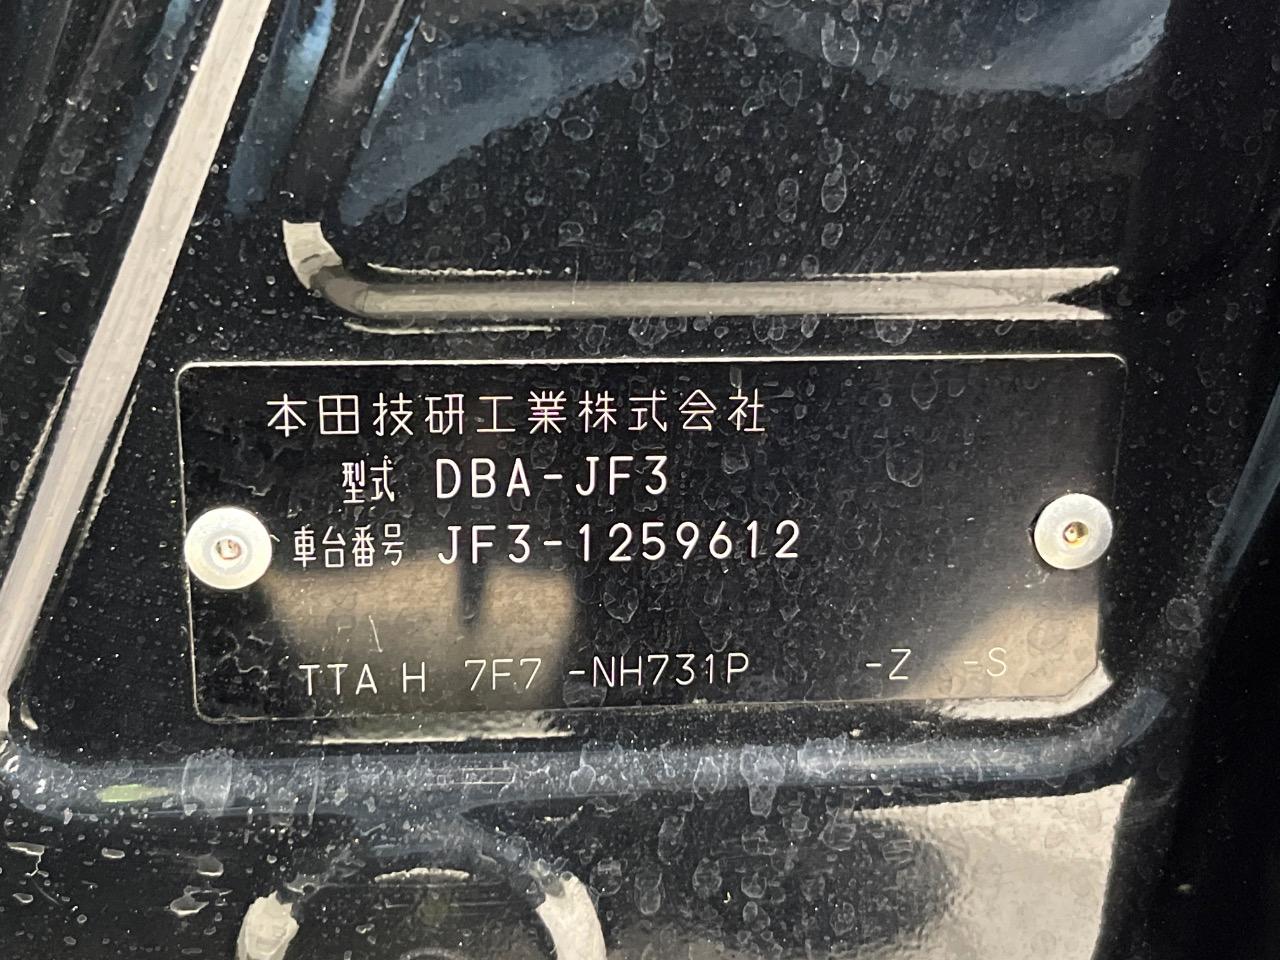 本田技研工業株式会社
型式 DBA-JF3
車台番号 JF3-1259612
TTA H 7F7 -NH731P -Z -S